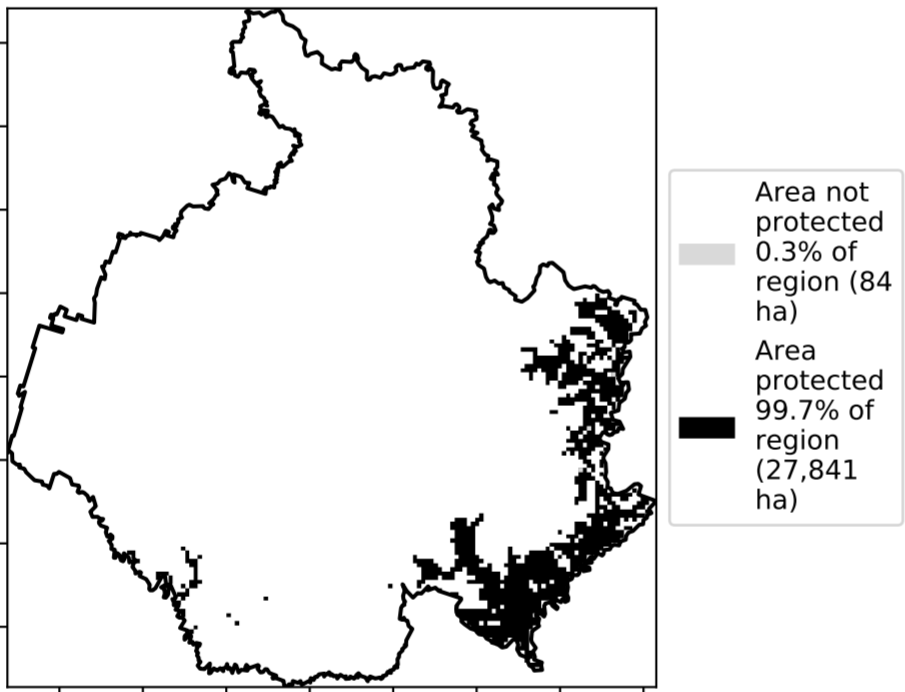 Area not
protected
0.3% of
region (84
ha)
Area
protected
99.7% of
region
(27,841
ha)